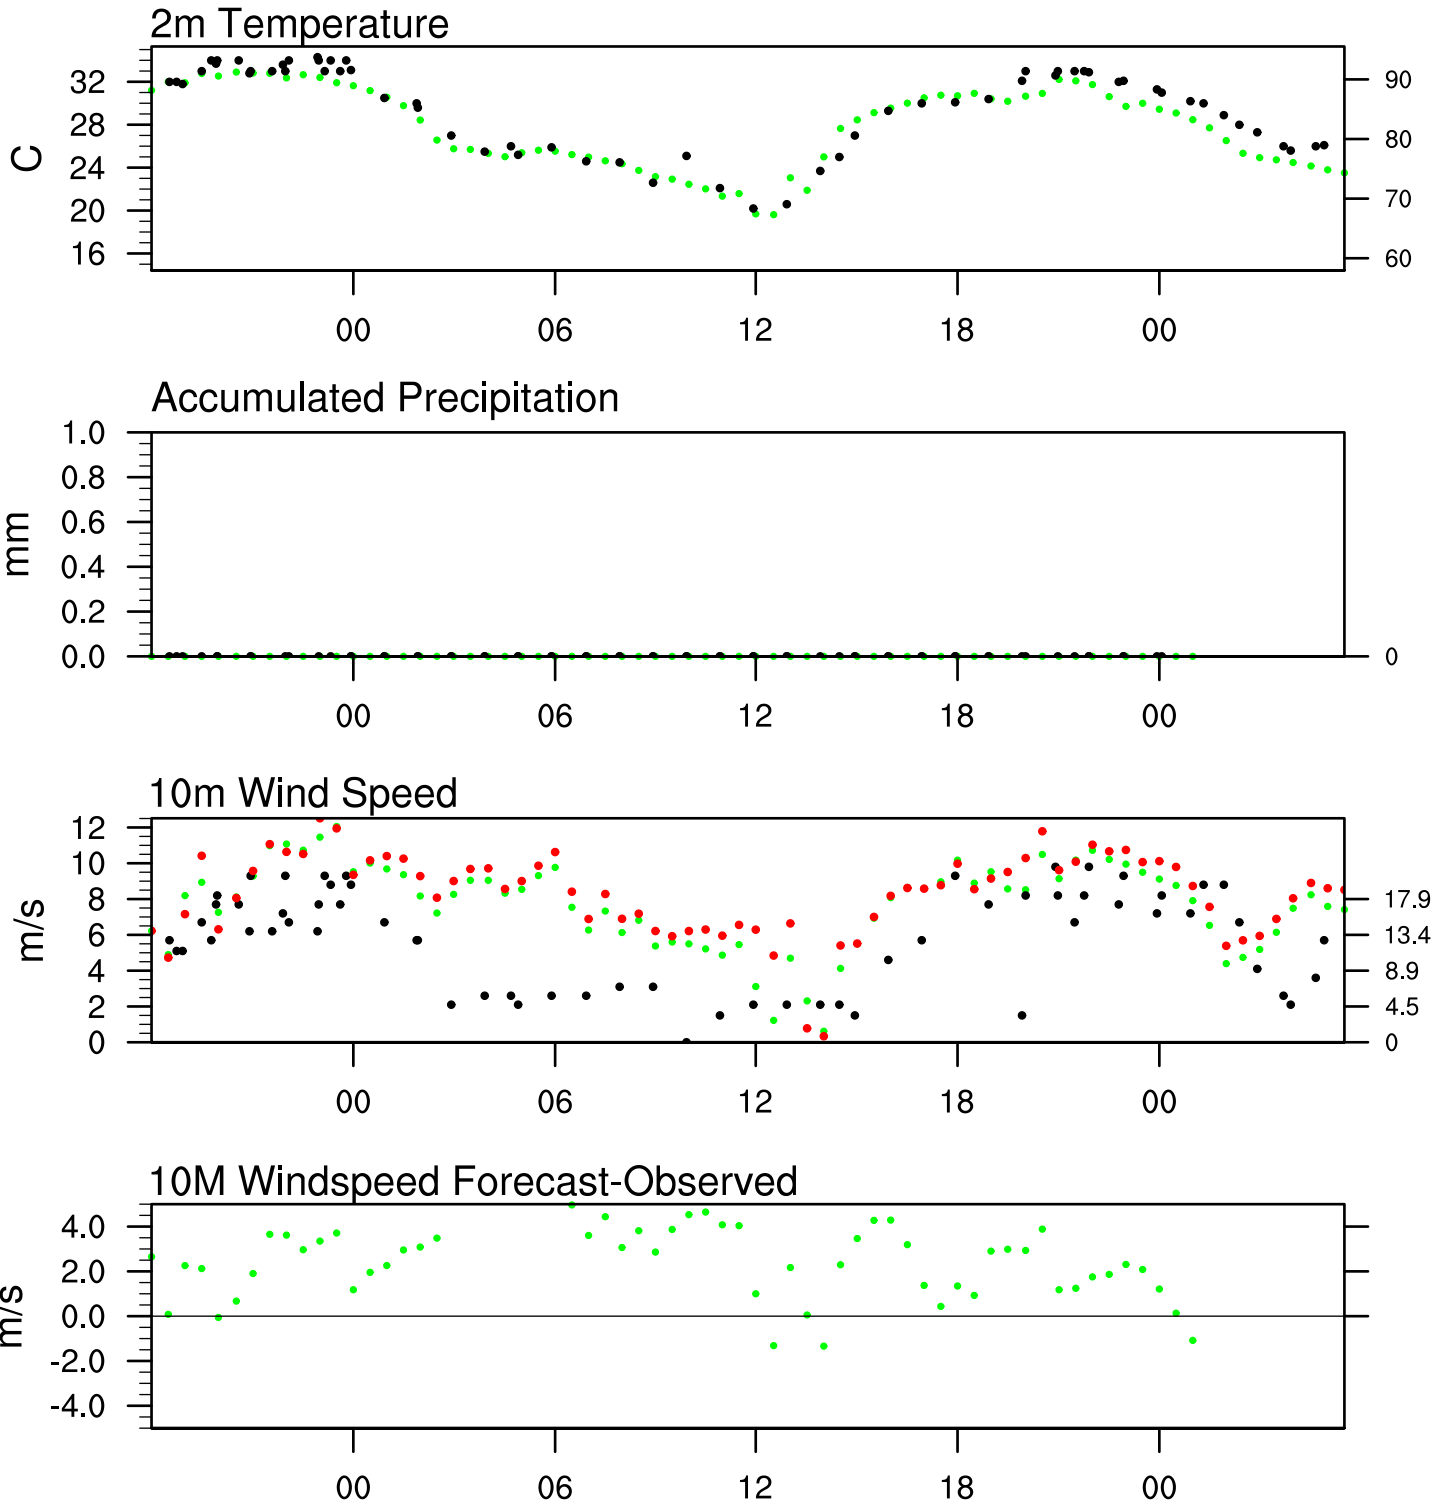 2m Temperature
32
28
24
20
16
C
90
80
70
60
00 06 12 18 00
Accumulated Precipitation
1.0
0.8
0.6
0.4
0.2
0.0
mm
0
00 06 12 18 00
10m Wind Speed
12
10
8
6
4
2
0
m/s
17.9
13.4
8.9
4.5
0
00 06 12 18 00
10M Windspeed Forecast-Observed
4.0
2.0
0.0
-2.0
-4.0
m/s
00 06 12 18 00